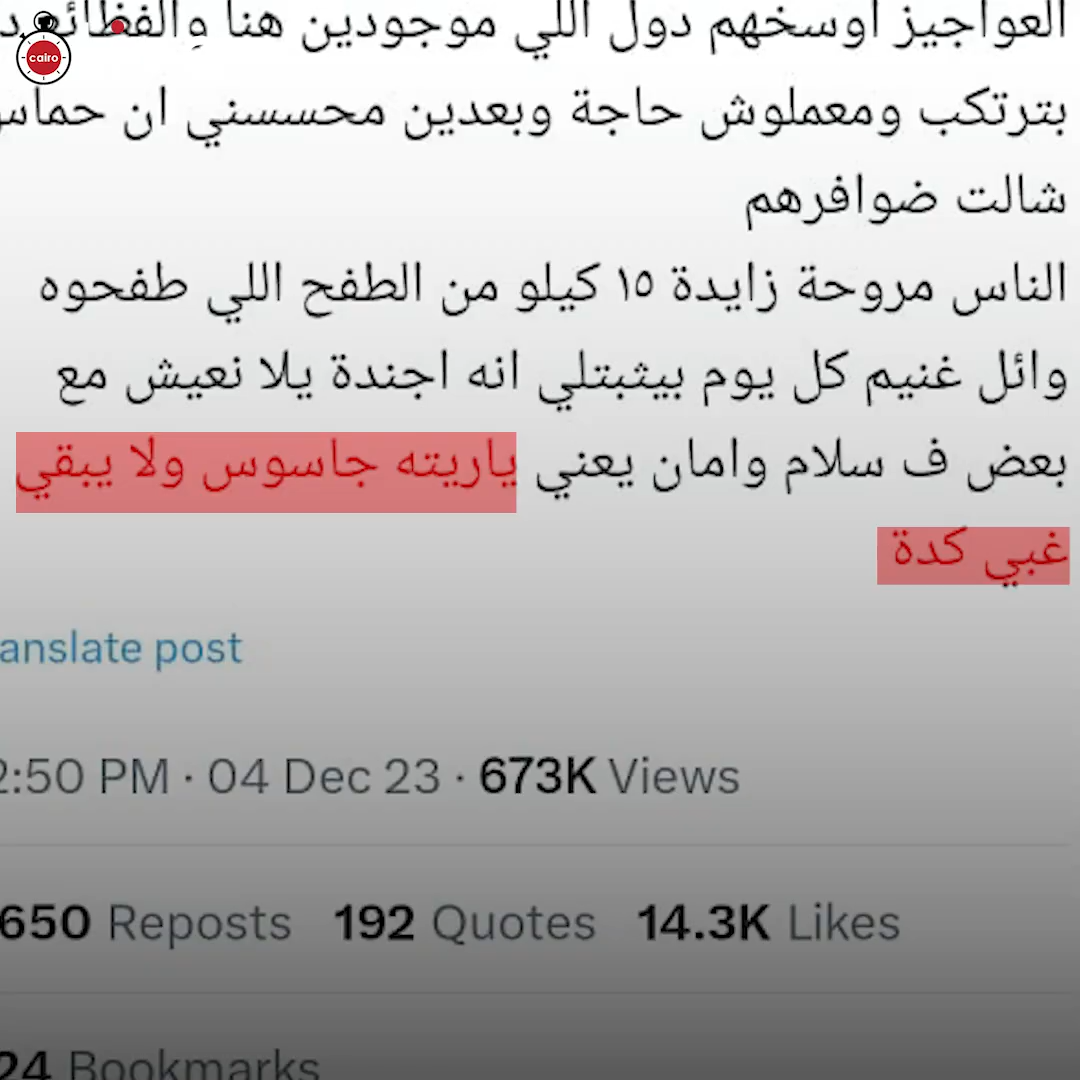 cairo
العواجيز اوسخهم دول اللي موجودين هنا والفظائع
بترتكب ومعملوش حاجة وبعدين محسسني ان حماس
شالت ضوافرهم
الناس مروحة زايدة ١٥ كيلو من الطفح اللي طفحوه
وائل غنيم كل يوم بيثبتلي انه اجندة يلا نعيش مع
بعض ف سلام وامان يعني ياريته جاسوس ولا يبقي
غبي كدة
anslate post
2:50 PM · 04 Dec 23 · 673K Views
650 Reposts 192 Quotes 14.3K Likes
24 Bookmarks